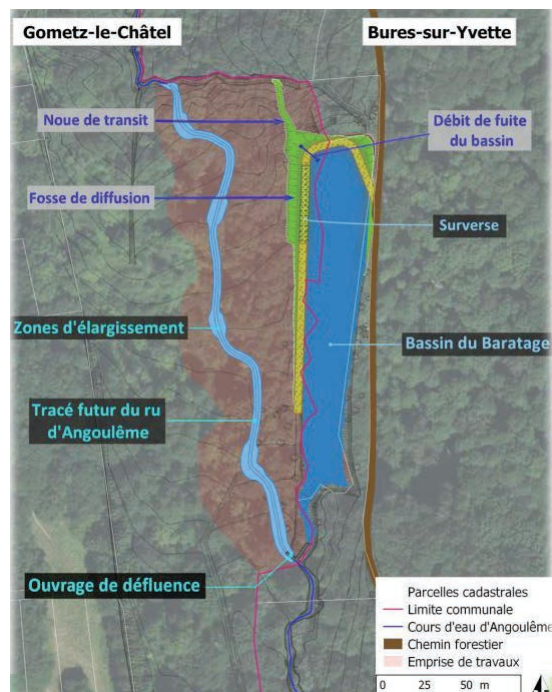 Gometz-le-Châtel
Bures-sur-Yvette
Noue de transit
Débit de fuite
du bassin
Fosse de diffusion
Surverse
Zones d'élargissement
Bassin du Baratage
Tracé futur du ru
d'Angoulême
Ouvrage de défluence
Parcelles cadastrales
Limite communale
Cours d'eau d'Angoulême
Chemin forestier
Emprise de travaux
0 25 50 m